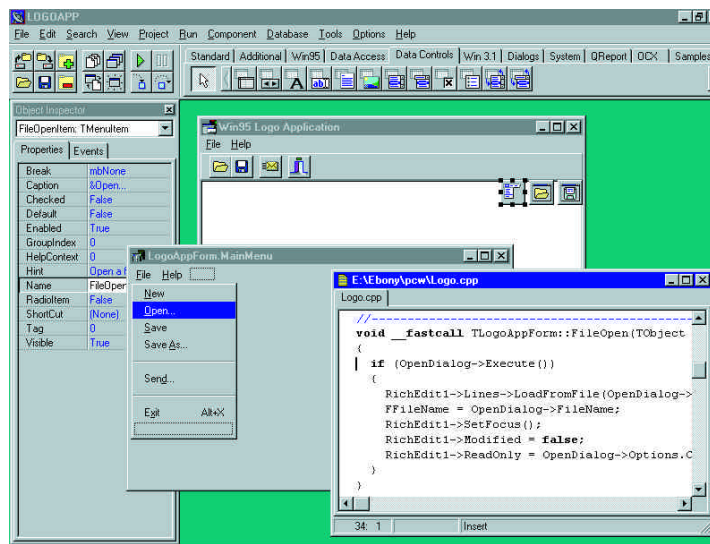 LOGOAPP
File Edit Search View Project Run Component Database Tools Options Help
Standard Additional Win95 Data Access Data Controls Win 3.1 Dialogs System QReport OCX Samples
Object Inspector
FileOpenItem: TMenuItem
Properties Events
Break mbNone
Caption &Open...
Checked False
Default False
Enabled True
GroupIndex 0
HelpContext 0
Hint Open a f
Name FileOper
RadioItem False
ShortCut (None)
Tag 0
Visible True
Win95 Logo Application
File Help
LogoAppForm.MainMenu
File Help
New
Open...
Save
Save As...
Send...
Exit Alt+X
E:\Ebony\pcw\Logo.cpp
Logo.cpp
//------------------------------------------
void __fastcall TLogoAppForm::FileOpen(TObject
{
if (OpenDialog->Execute())
{
RichEdit1->Lines->LoadFromFile(OpenDialog->
FFileName = OpenDialog->FileName;
RichEdit1->SetFocus();
RichEdit1->Modified = false;
RichEdit1->ReadOnly = OpenDialog->Options.C
}
}
34: 1 Insert